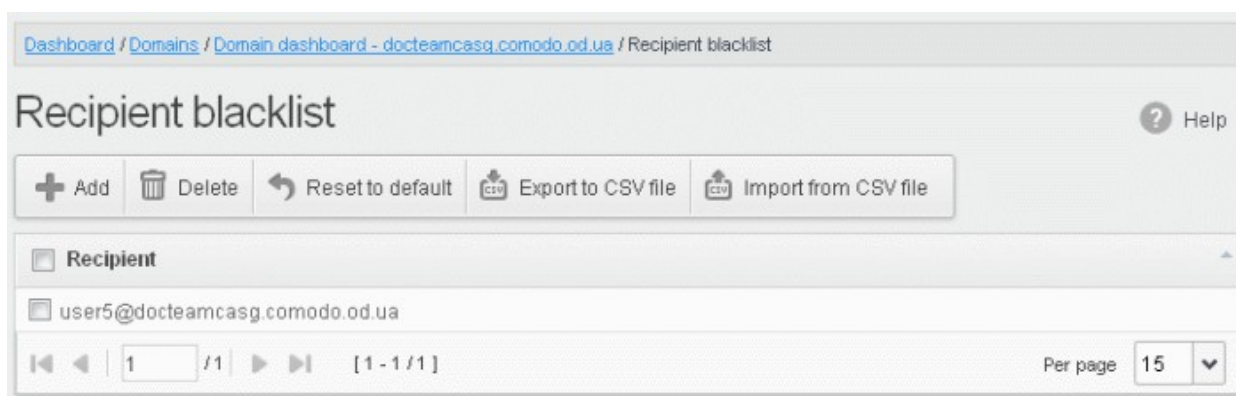 Dashboard / Domains / Domain dashboard - docteamcasg.comodo.od.ua / Recipient blacklist
Recipient blacklist
? Help
Add Delete Reset to default CSV Export to CSV file CSV Import from CSV file
Recipient
user5@docteamcasg.comodo.od.ua
1 /1 [1 - 1 / 1] Per page 15